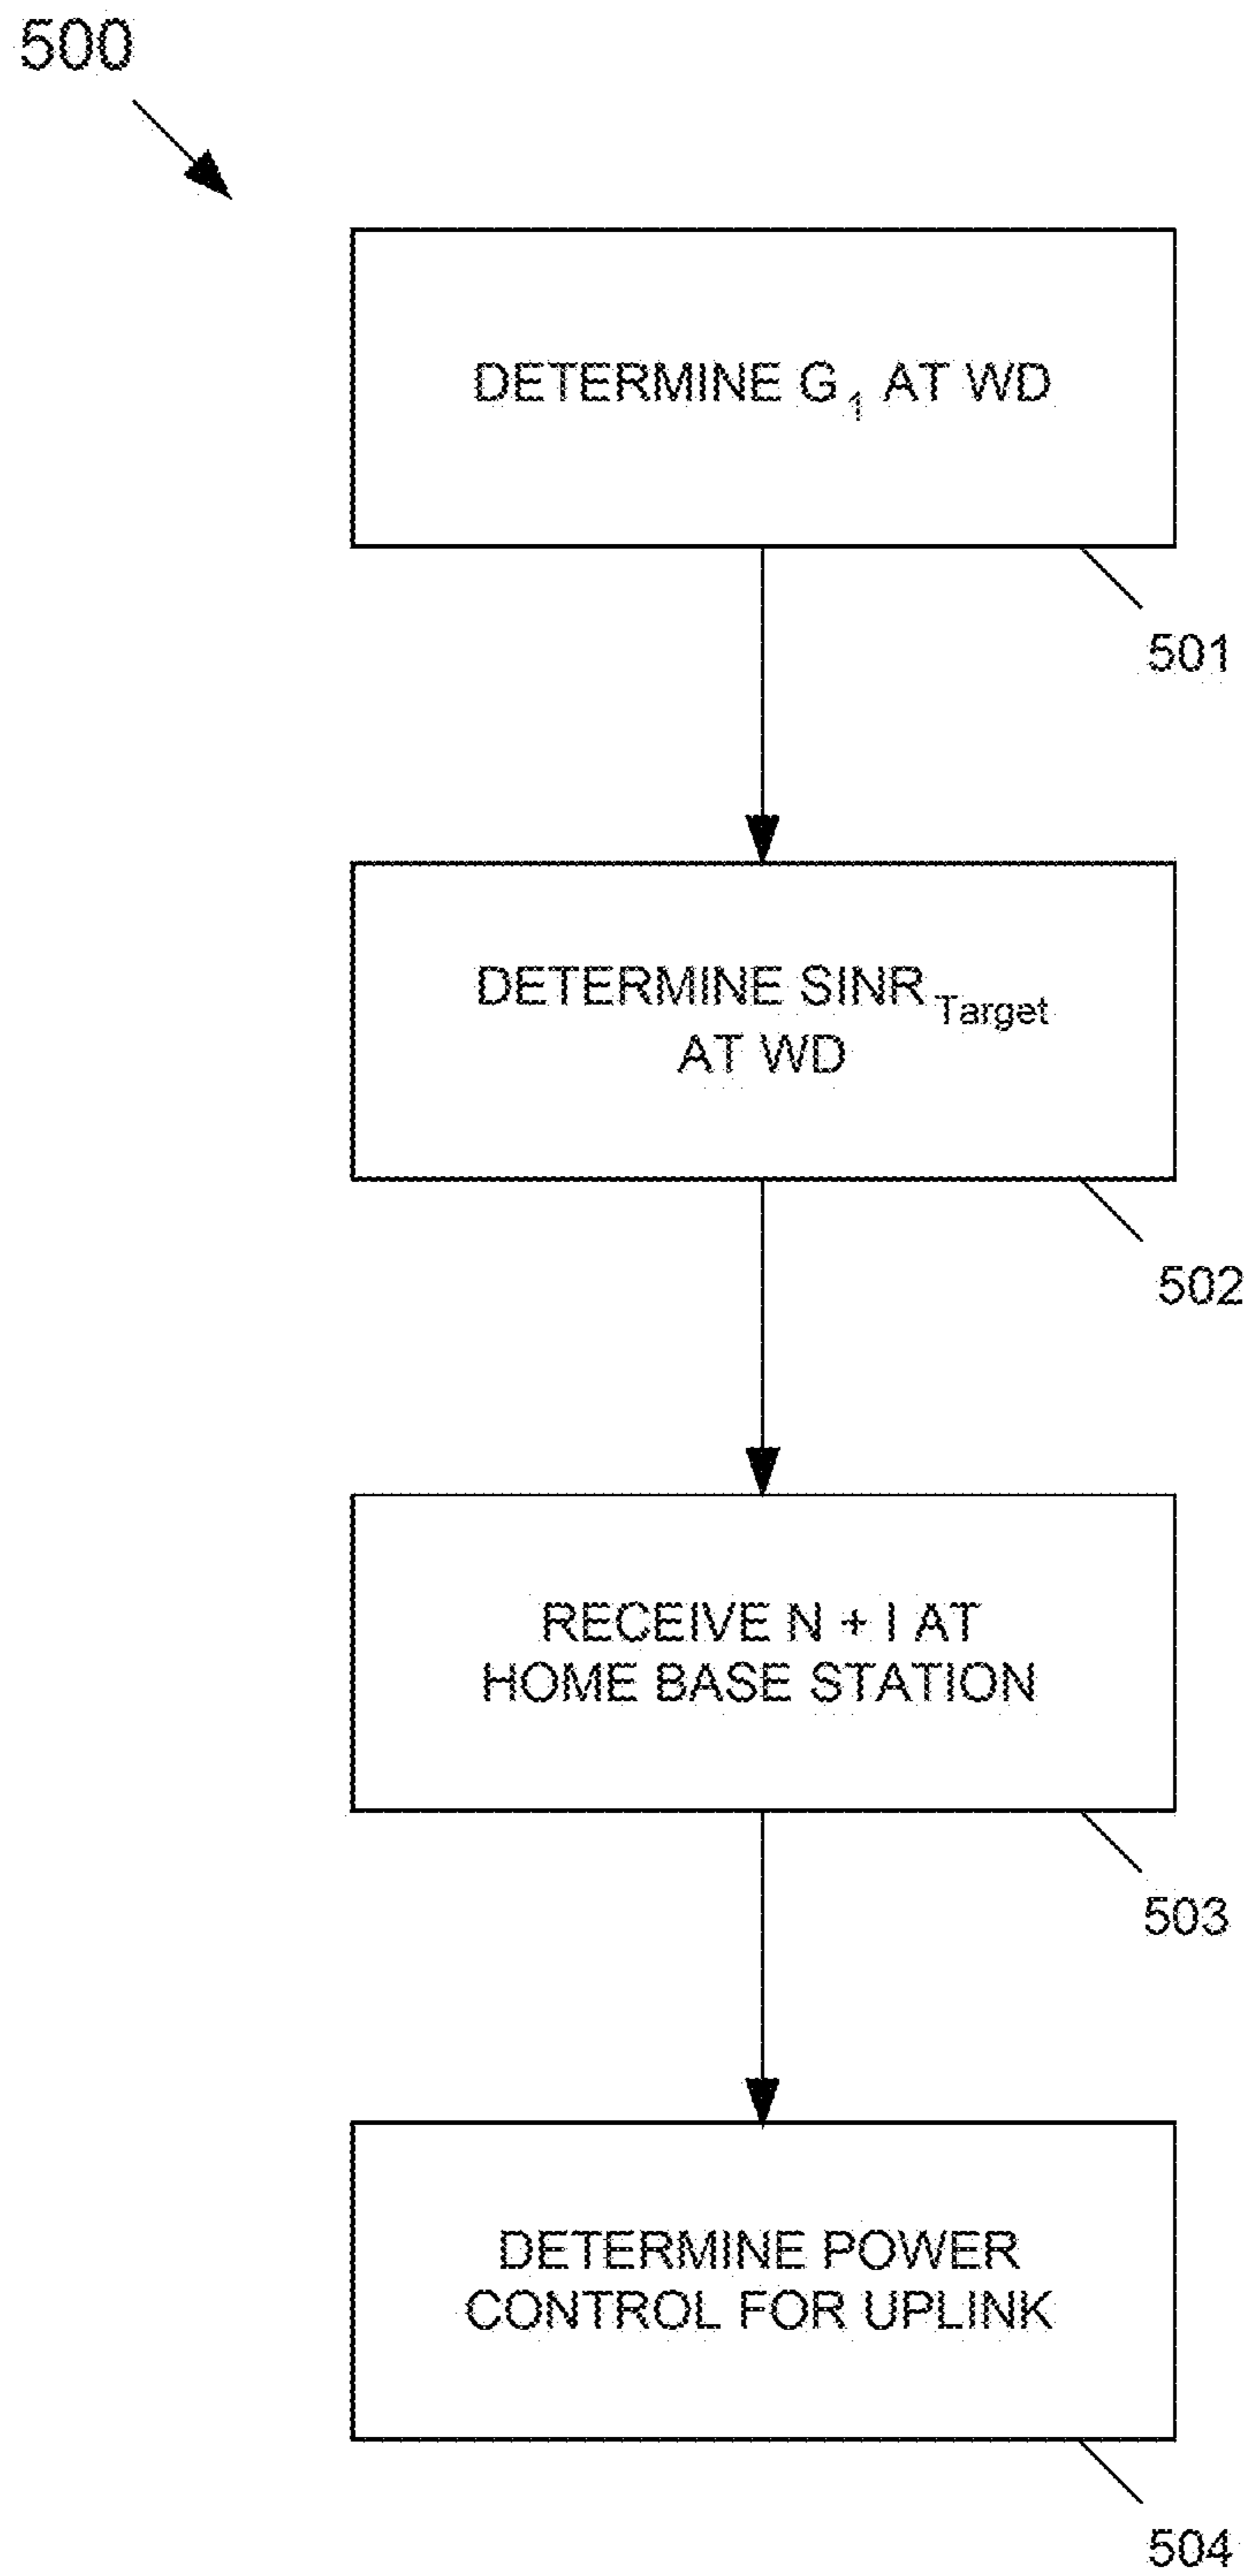 500
DETERMINE G1 AT WD
501
DETERMINE SINRTarget
AT WD
502
RECEIVE N + I AT
HOME BASE STATION
503
DETERMINE POWER
CONTROL FOR UPLINK
504